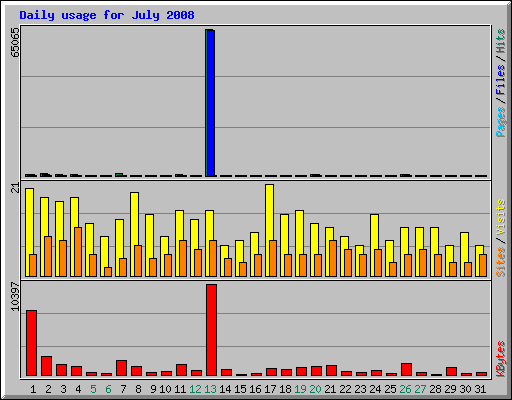 Daily usage for July 2008
65065
Pages / Files / Hits
21
Sites / Visits
10397
KBytes
1 2 3 4 5 6 7 8 9 10 11 12 13 14 15 16 17 18 19 20 21 22 23 24 25 26 27 28 29 30 31